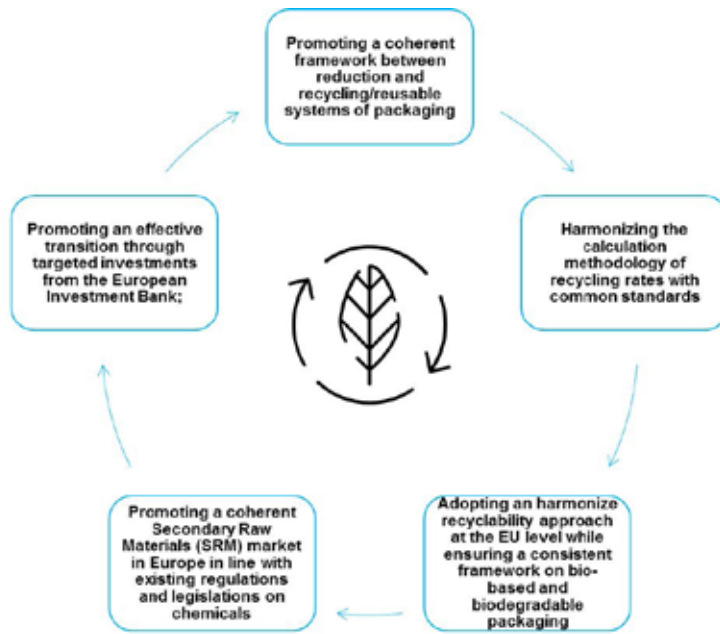 Promoting a coherent
framework between
reduction and
recycling/reusable
systems of packaging
Harmonizing the
calculation
methodology of
recycling rates with
common standards
Adopting an harmonize
recyclability approach
at the EU level while
ensuring a consistent
framework on bio-
based and
biodegradable
packaging
Promoting a coherent
Secondary Raw
Materials (SRM) market
in Europe in line with
existing regulations
and legislations on
chemicals
Promoting an effective
transition through
targeted investments
from the European
Investment Bank;